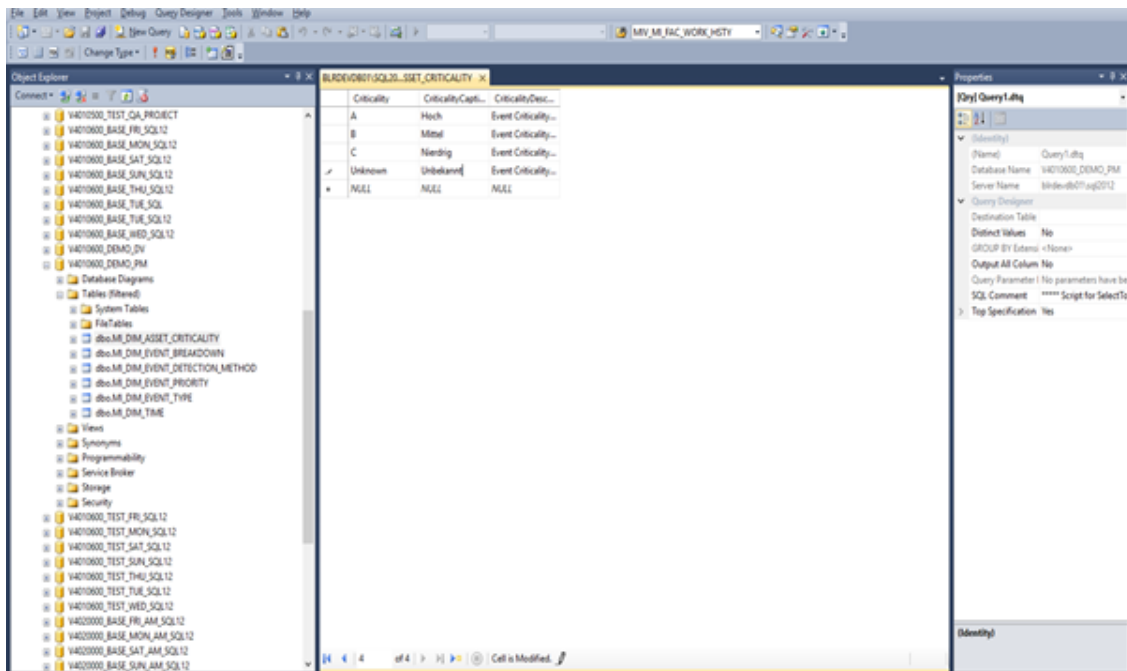 File Edit View Project Debug Query Designer Tools Window Help
New Query
MIV_MI_FAC_WORK_HSTY
Change Type
Object Explorer
Connect
V4010500_TEST_QA_PROJECT
V4010600_BASE_FRI_SQL12
V4010600_BASE_MON_SQL12
V4010600_BASE_SAT_SQL12
V4010600_BASE_SUN_SQL12
V4010600_BASE_THU_SQL12
V4010600_BASE_TUE_SQL
V4010600_BASE_TUE_SQL12
V4010600_BASE_WED_SQL12
V4010600_DEMO_DV
V4010600_DEMO_PM
Database Diagrams
Tables (filtered)
System Tables
FileTables
dbo.MI_DIM_ASSET_CRITICALITY
dbo.MI_DIM_EVENT_BREAKDOWN
dbo.MI_DIM_EVENT_DETECTION_METHOD
dbo.MI_DIM_EVENT_PRIORITY
dbo.MI_DIM_EVENT_TYPE
dbo.MI_DIM_TIME
Views
Synonyms
Programmability
Service Broker
Storage
Security
V4010600_TEST_FRI_SQL12
V4010600_TEST_MON_SQL12
V4010600_TEST_SAT_SQL12
V4010600_TEST_SUN_SQL12
V4010600_TEST_THU_SQL12
V4010600_TEST_TUE_SQL12
V4010600_TEST_WED_SQL12
V4020000_BASE_FRI_AM_SQL12
V4020000_BASE_MON_AM_SQL12
V4020000_BASE_SAT_AM_SQL12
V4020000_BASE_SUN_AM_SQL12
BLRDEVDB01\SQL20...SSET_CRITICALITY
Criticality CriticalityCapti... CriticalityDesc...
A Hoch Event Criticality...
B Mittel Event Criticality...
C Nierdrig Event Criticality...
Unknown Unbekannt Event Criticality...
NULL NULL NULL
4 of 4 Cell is Modified.
Properties
[Qry] Query1.dtq
(Identity)
(Name) Query1.dtq
Database Name V4010600_DEMO_PM
Server Name blrdevdb01\sql2012
Query Designer
Destination Table
Distinct Values No
GROUP BY Extensi <None>
Output All Colum No
Query Parameter l No parameters have be
SQL Comment ***** Script for SelectTo
Top Specification Yes
(Identity)